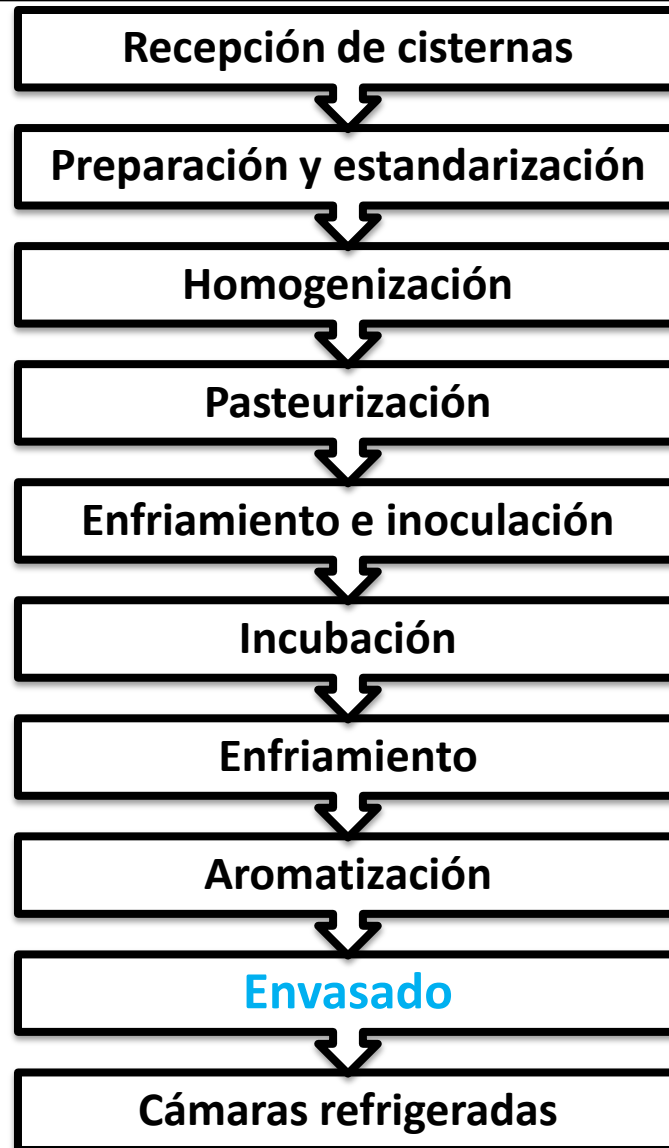 Recepción de cisternas
Preparación y estandarización
Homogenización
Pasteurización
Enfriamiento e inoculación
Incubación
Enfriamiento
Aromatización
Envasado
Cámaras refrigeradas